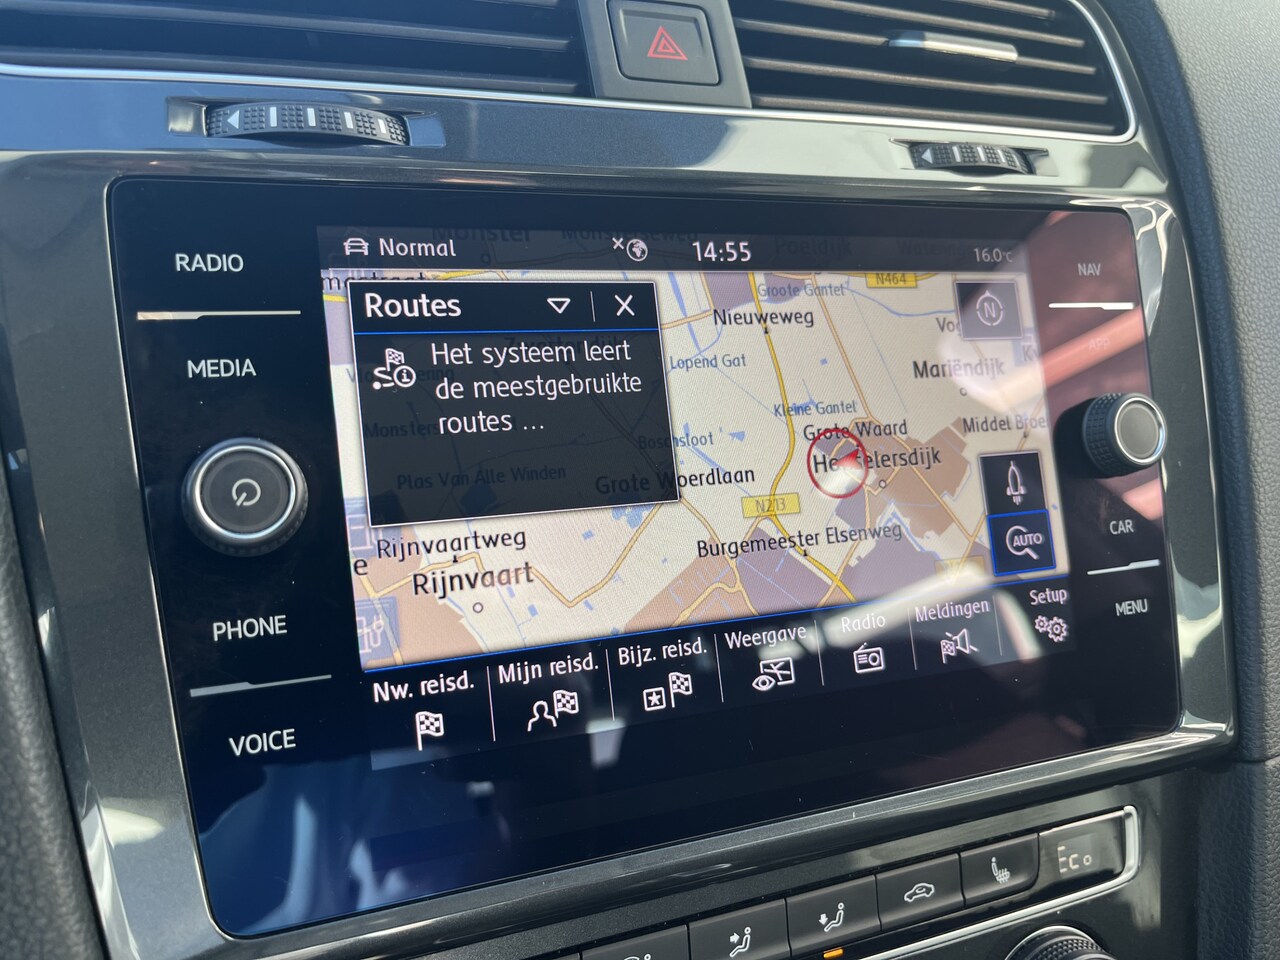 RADIO
MEDIA
PHONE
VOICE
Normal
14:55
16.0°C
Routes
Het systeem leert
de meestgebruikte
routes ...
Groote Gantel
N464
Nieuweweg
N
Lopend Gat
Mariëndijk
Kleine Gantel
Grote Waard
Middel Broe
Plas Van Alle Winden
Grote Woerdlaan
N213
Rijnvaartweg
Burgemeester Elsenweg
AUTO
e
Rijnvaart
Nw. reisd.
Mijn reisd.
Bijz. reisd.
Weergave
Radio
Meldingen
Setup
NAV
APP
CAR
MENU
Eco